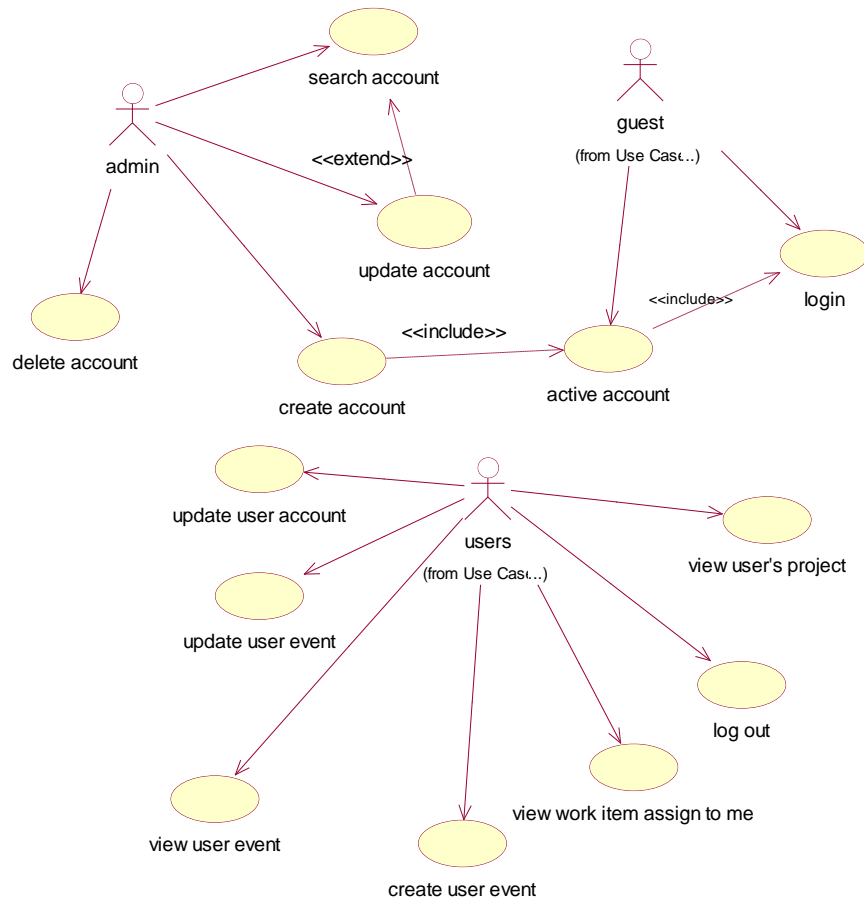 search account
guest
(from Use Case...)
admin
<<extend>>
update account
login
<<include>>
<<include>>
delete account
create account
active account
update user account
users
(from Use Case...)
view user's project
update user event
log out
view work item assign to me
view user event
create user event